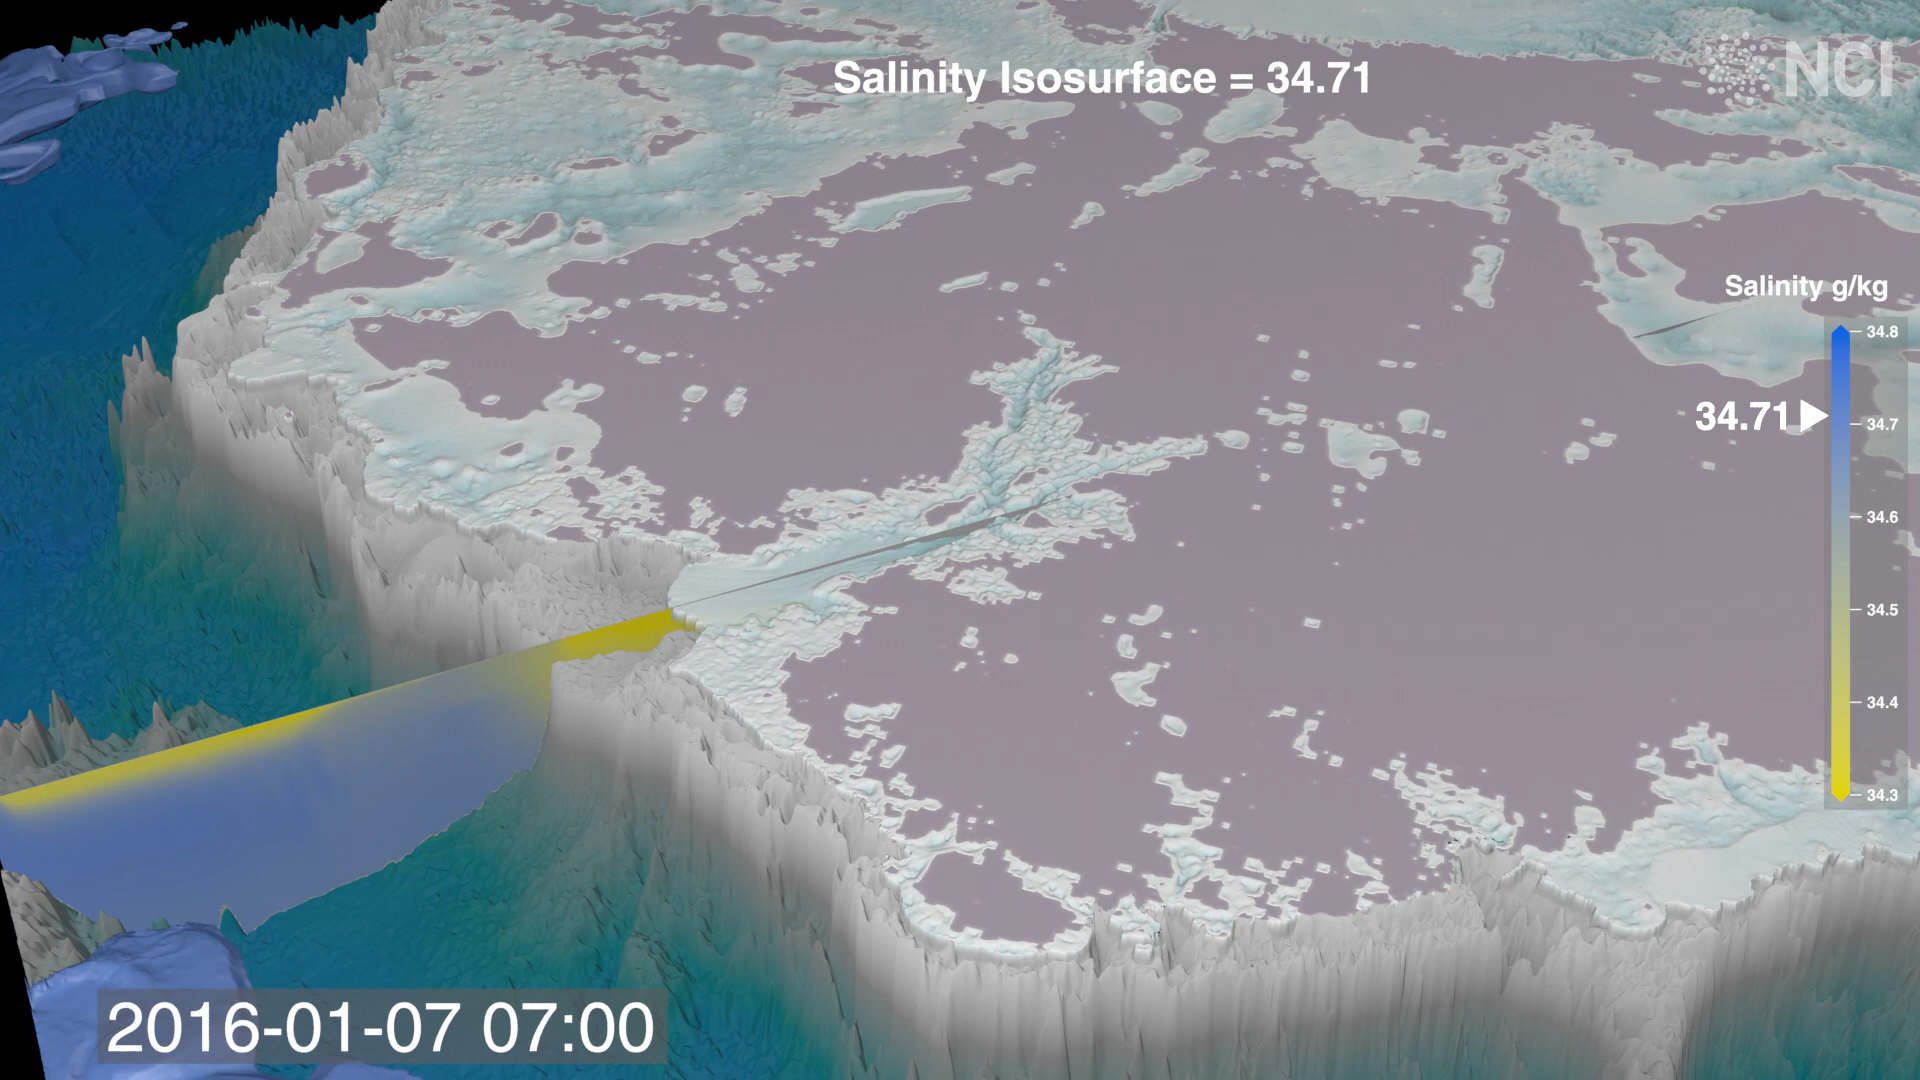 Salinity Isosurface = 34.71
NCI
Salinity g/kg
34.8
34.71
34.7
34.6
34.5
34.4
34.3
2016-01-07 07:00